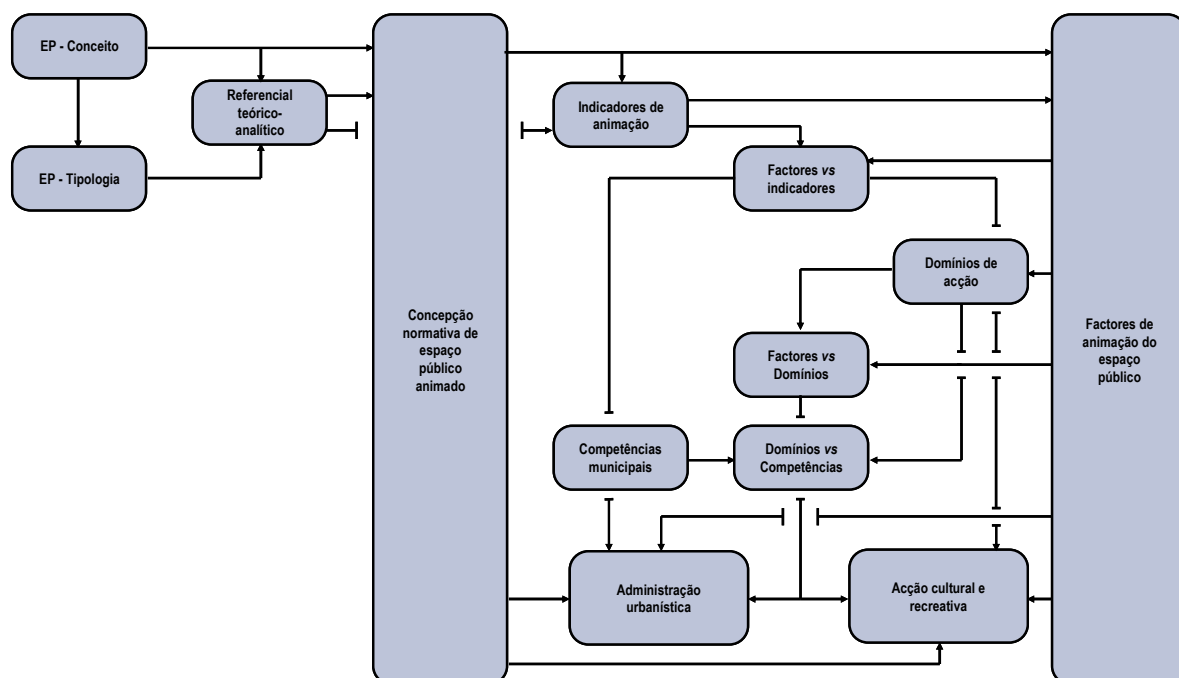 EP - Conceito
Referencial
teórico-
analítico
EP - Tipologia
Concepção
normativa de
espaço
público
animado
Indicadores de
animação
Factores vs
indicadores
Domínios de
acção
Factores vs
Domínios
Competências
municipais
Domínios vs
Competências
Administração
urbanística
Acção cultural e
recreativa
Factores de
animação do
espaço
público